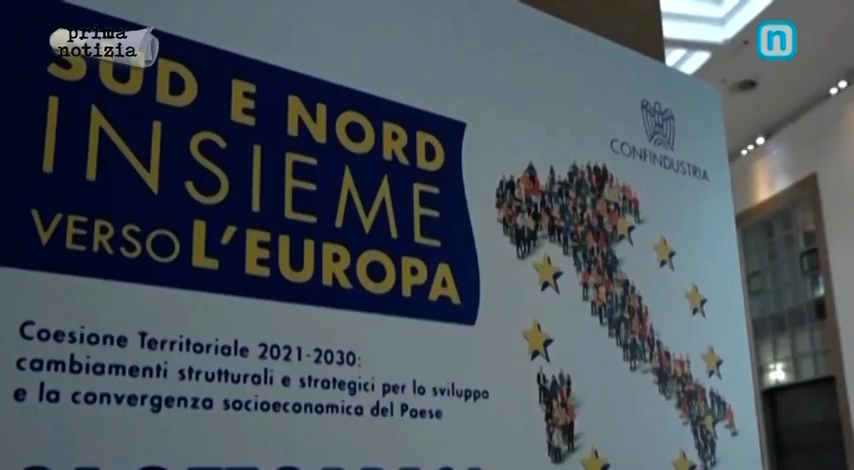 prima
notizia
n
SUD E NORD
INSIEME
VERSO L'EUROPA
CONFINDUSTRIA
Coesione Territoriale 2021-2030:
cambiamenti strutturali e strategici per lo sviluppo
e la convergenza socioeconomica del Paese